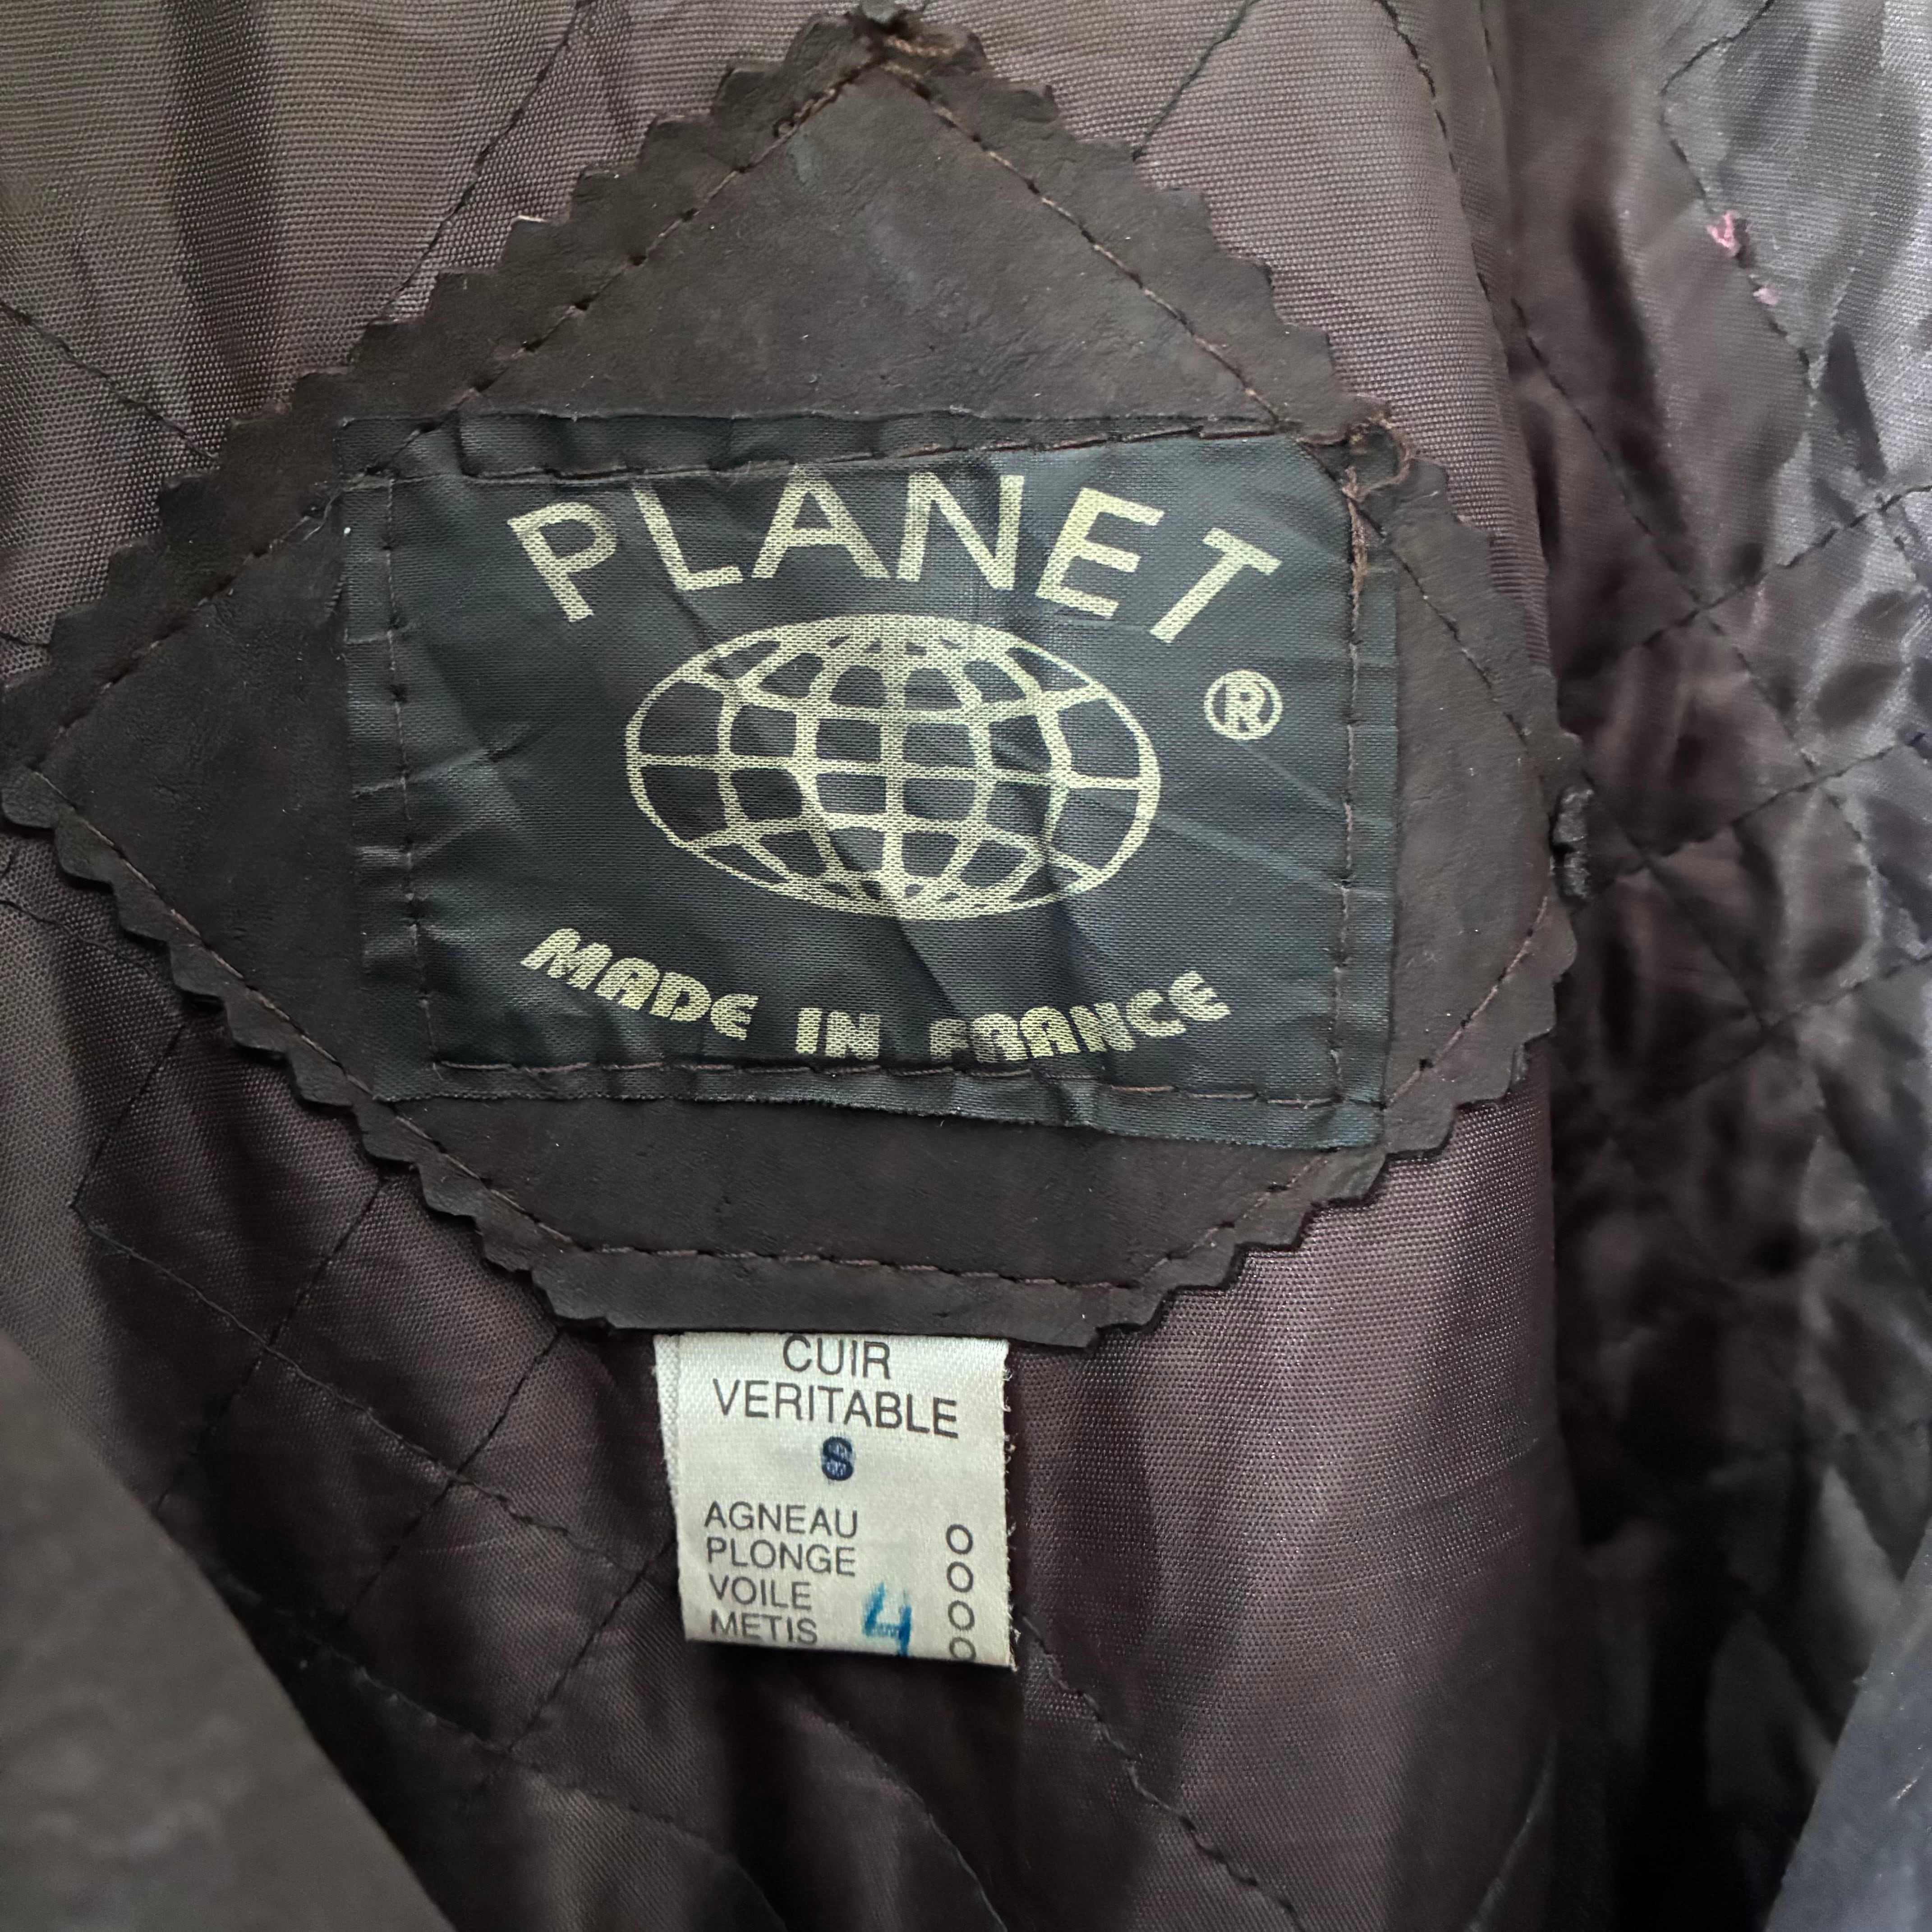 PLANET
®
MADE IN FRANCE
CUIR
VERITABLE
S
AGNEAU O
PLONGE O
VOILE O
METIS 4 O